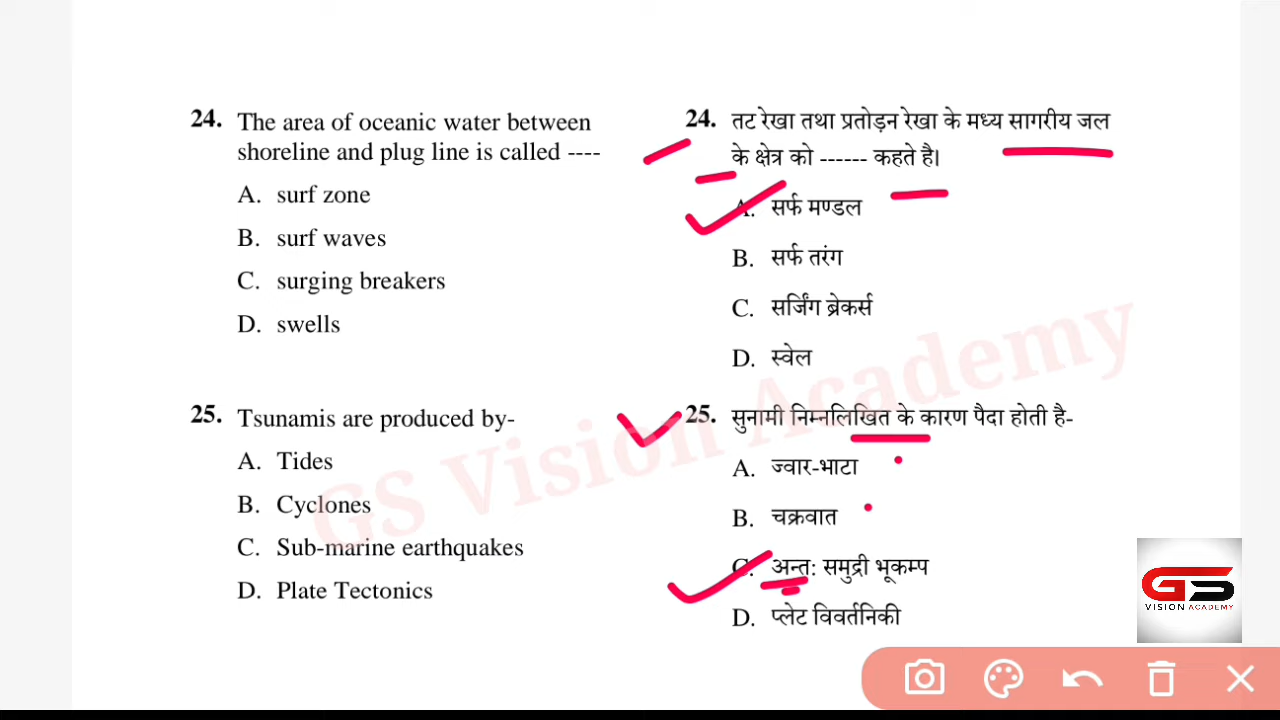 24. The area of oceanic water between
shoreline and plug line is called ----
A. surf zone
B. surf waves
C. surging breakers
D. swells
25. Tsunamis are produced by-
A. Tides
B. Cyclones
C. Sub-marine earthquakes
D. Plate Tectonics
24. तट रेखा तथा प्रतोड़न रेखा के मध्य सागरीय जल
के क्षेत्र को ------ कहते है।
A. सर्फ मण्डल
B. सर्फ तरंग
C. सर्जिंग ब्रेकर्स
D. स्वेल
25. सुनामी निम्नलिखित के कारण पैदा होती है-
A. ज्वार-भाटा
B. चक्रवात
C. अन्त: समुद्री भूकम्प
D. प्लेट विवर्तनिकी
GS Vision Academy
GS
VISION ACADEMY